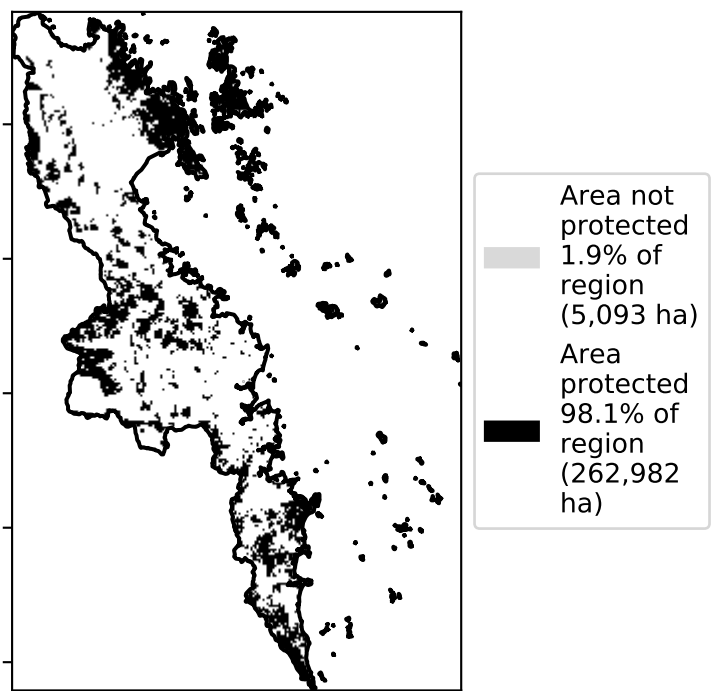 Area not
protected
1.9% of
region
(5,093 ha)
Area
protected
98.1% of
region
(262,982
ha)